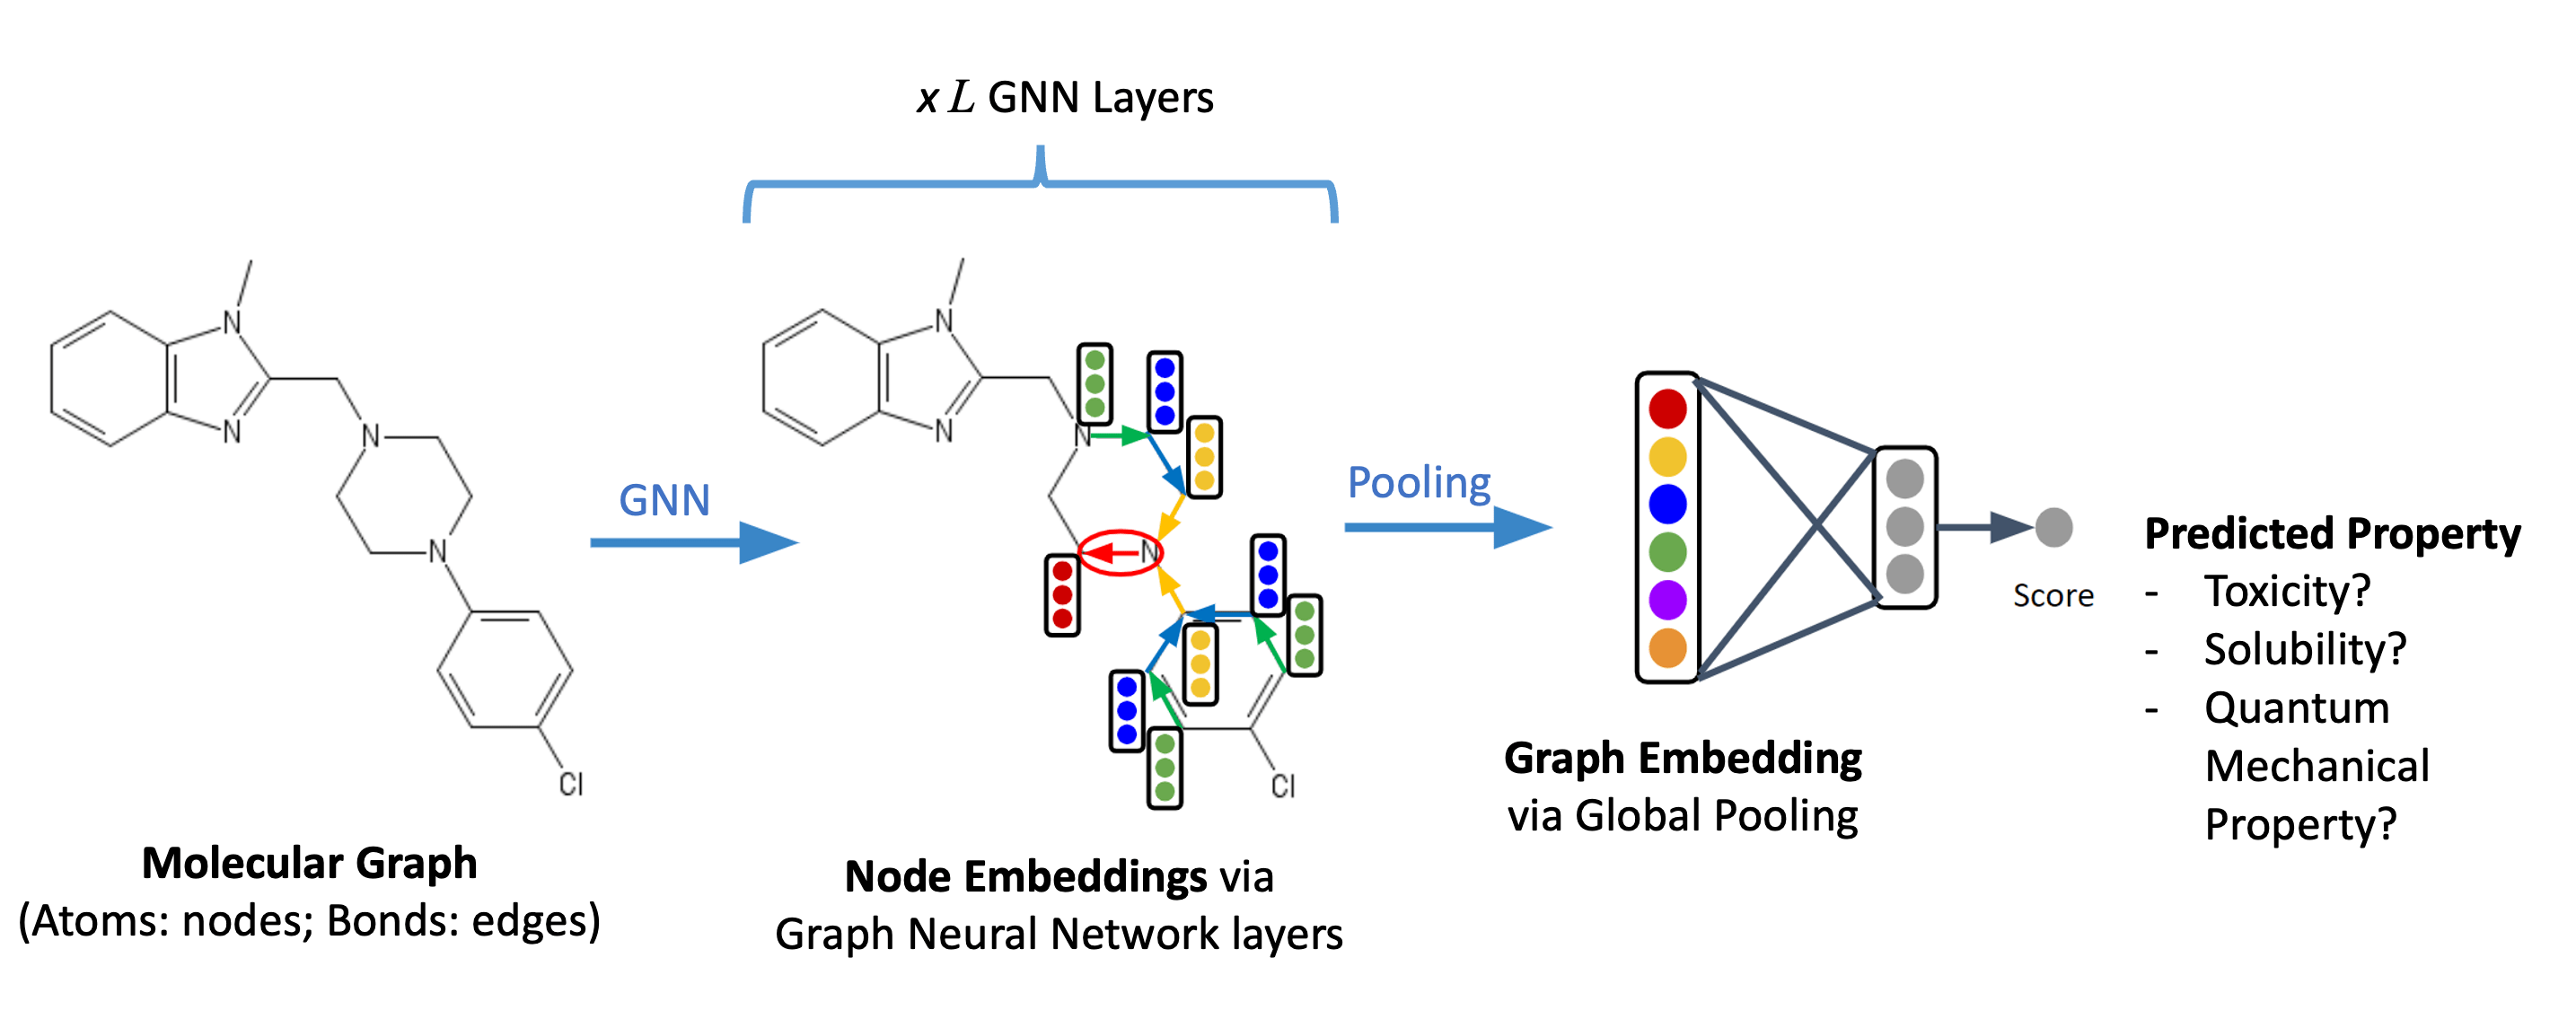 x L GNN Layers
N
N
N
N
Cl
GNN
N
N
N
N
Cl
Pooling
Score
Molecular Graph
(Atoms: nodes; Bonds: edges)
Node Embeddings via
Graph Neural Network layers
Graph Embedding
via Global Pooling
Predicted Property
- Toxicity?
- Solubility?
- Quantum
Mechanical
Property?